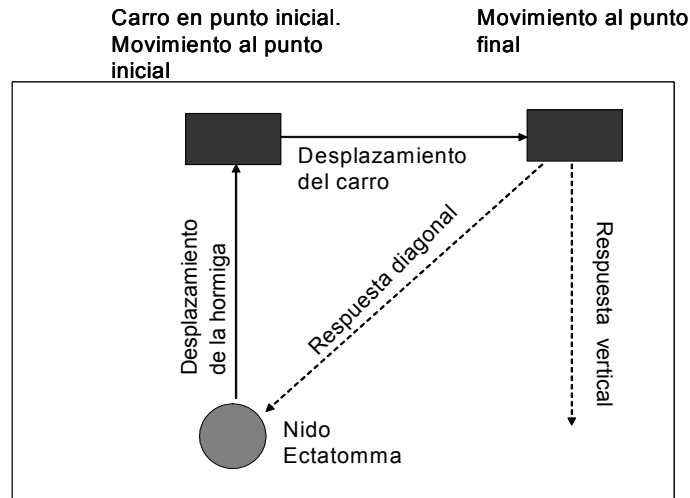 Carro en punto inicial.
Movimiento al punto
inicial
Movimiento al punto
final
Desplazamiento
del carro
Desplazamiento
de la hormiga
Respuesta diagonal
Respuesta vertical
Nido
Ectatomma